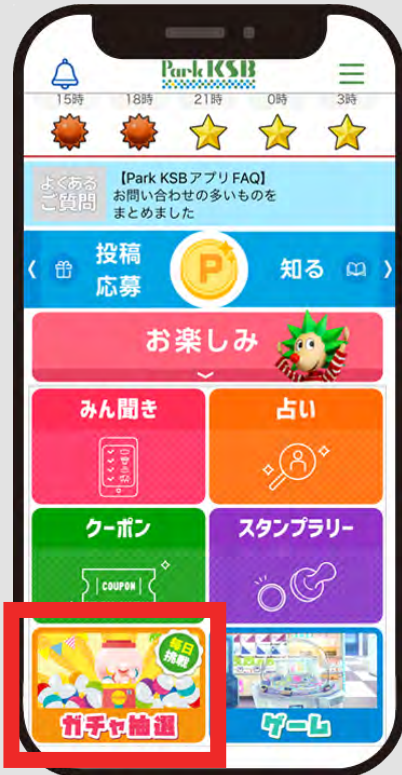 Park KSB
15時 18時 21時 0時 3時
よくある
ご質問
【Park KSBアプリFAQ】
お問い合わせの多いものを
まとめました
投稿
応募
P
知る
お楽しみ
みん聞き
占い
クーポン
スタンプラリー
COUPON
毎日
挑戦
ガチャ抽選
ゲーム